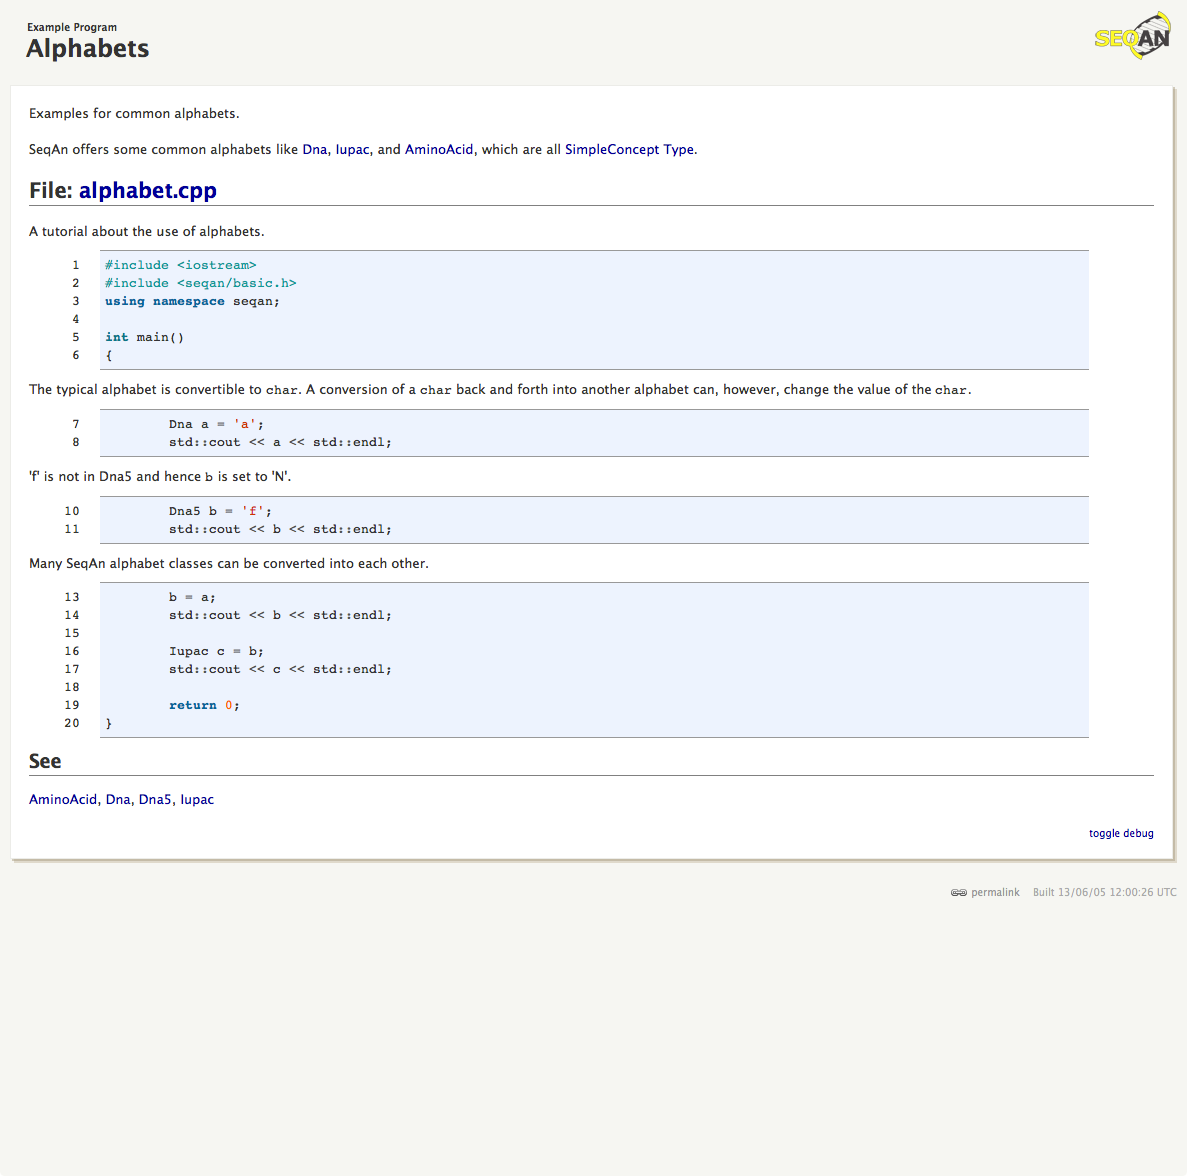 Example Program
Alphabets
SEQAN
Examples for common alphabets.
SeqAn offers some common alphabets like Dna, Iupac, and AminoAcid, which are all SimpleConcept Type.
File: alphabet.cpp
A tutorial about the use of alphabets.
1 #include <iostream>
2 #include <seqan/basic.h>
3 using namespace seqan;
4
5 int main()
6 {
The typical alphabet is convertible to char. A conversion of a char back and forth into another alphabet can, however, change the value of the char.
7         Dna a = 'a';
8         std::cout << a << std::endl;
'f' is not in Dna5 and hence b is set to 'N'.
10         Dna5 b = 'f';
11         std::cout << b << std::endl;
Many SeqAn alphabet classes can be converted into each other.
13         b = a;
14         std::cout << b << std::endl;
15
16         Iupac c = b;
17         std::cout << c << std::endl;
18
19         return 0;
20 }
See
AminoAcid, Dna, Dna5, Iupac
toggle debug
permalink Built 13/06/05 12:00:26 UTC